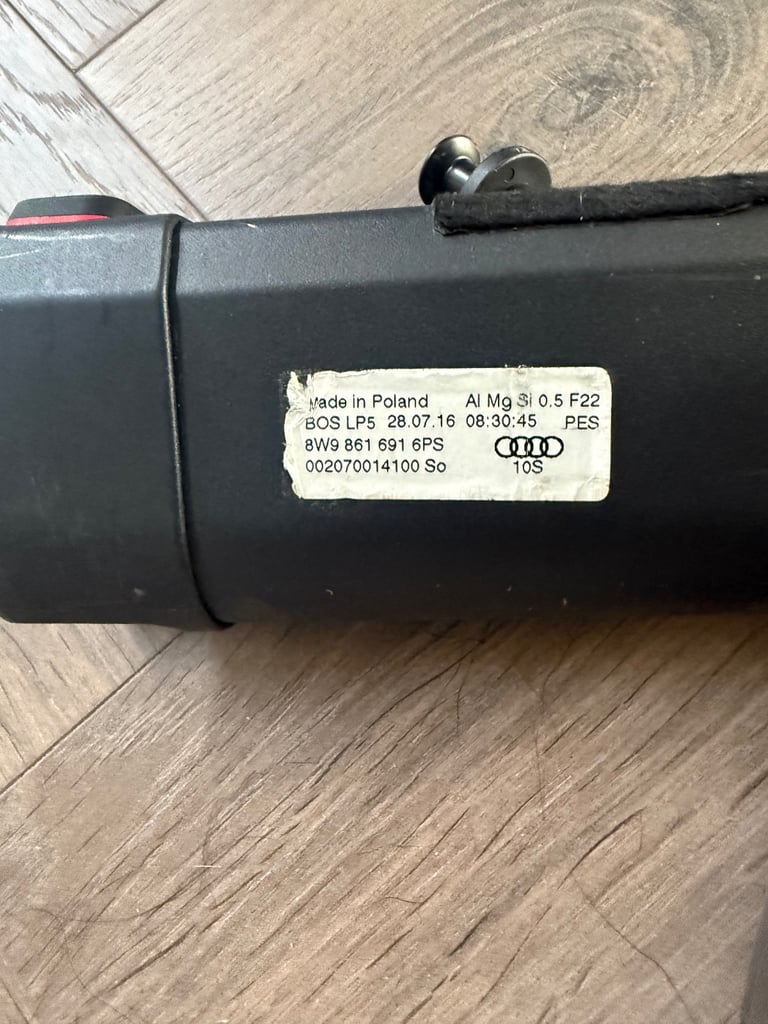 Made in Poland Al Mg Si 0.5 F22
BOS LP5 28.07.16 08:30:45 PES
8W9 861 691 6PS
002070014100 So 10S